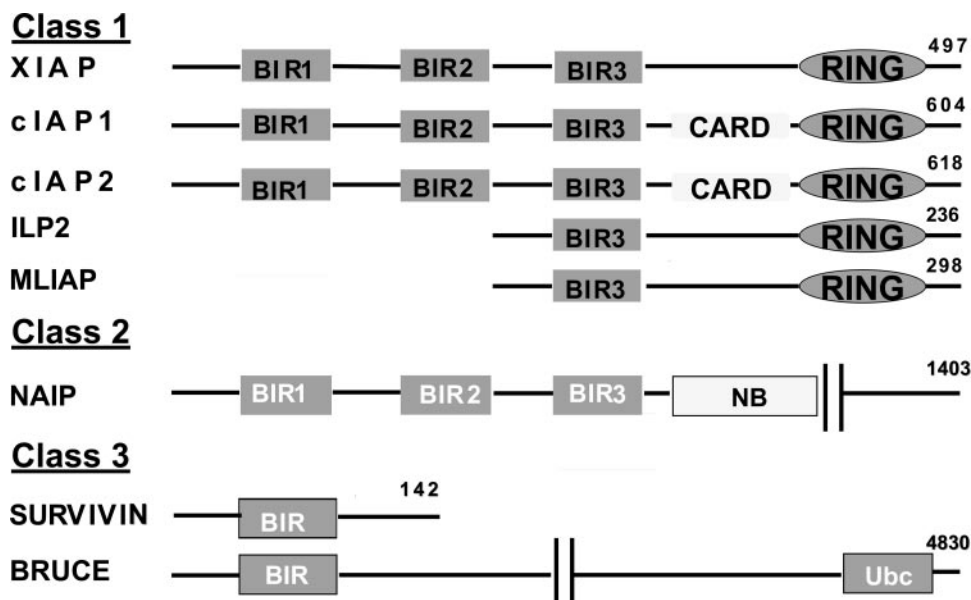 Class 1
XIAP BIR1 BIR2 BIR3 RING 497
cIAP1 BIR1 BIR2 BIR3 CARD RING 604
cIAP2 BIR1 BIR2 BIR3 CARD RING 618
ILP2 BIR3 RING 236
MLIAP BIR3 RING 298
Class 2
NAIP BIR1 BIR2 BIR3 NB 1403
Class 3
SURVIVIN BIR 142
BRUCE BIR Ubc 4830